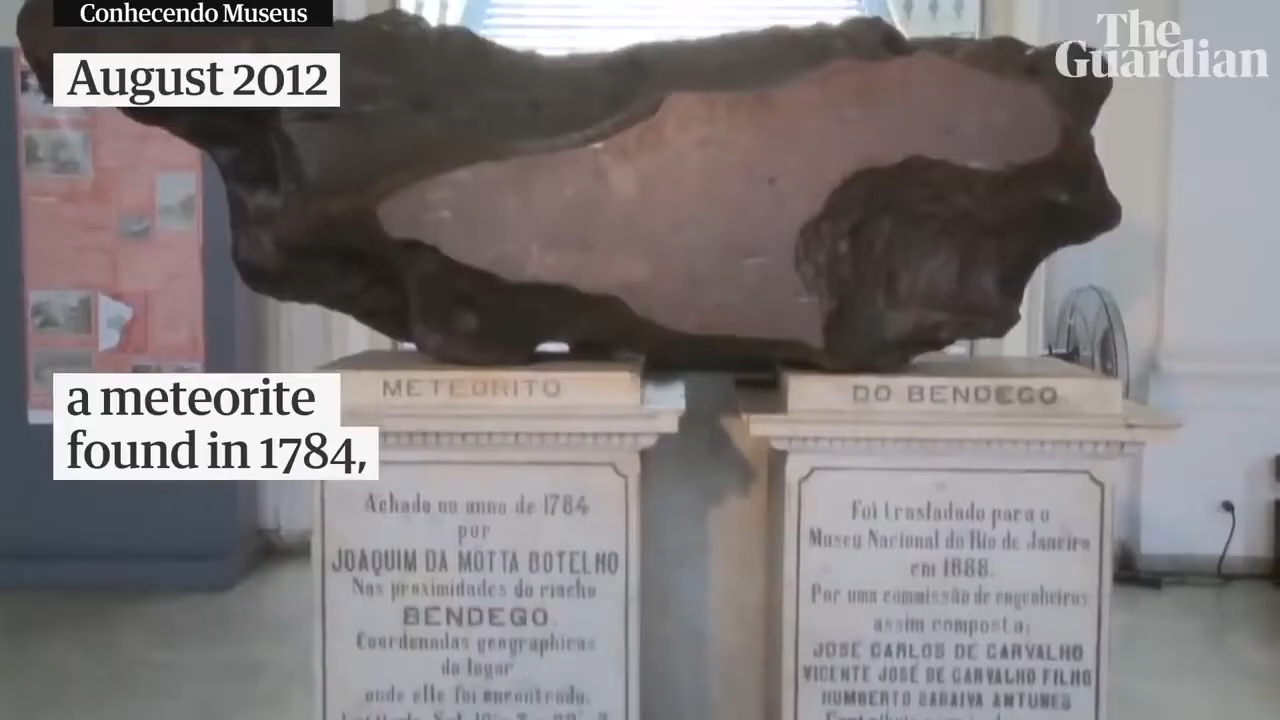 Conhecendo Museus
The
Guardian
August 2012
a meteorite
found in 1784,
METEORITO
DO BENDEGO
Achado no anno de 1784
por
JOAQUIM DA MOTTA BOTELHO
Nas proximidades do riacho
BENDEGO.
Coordenadas geographicas
do logar
onde elle foi encontrado:
Foi trasladado para o
Museu Nacional do Rio de Janeiro
em 1888.
Por uma commissão de engenheiros
assim composta;
JOSÉ CARLOS DE CARVALHO
VICENTE JOSÉ DE CARVALHO FILHO
HUMBERTO SARAIVA ANTUNES